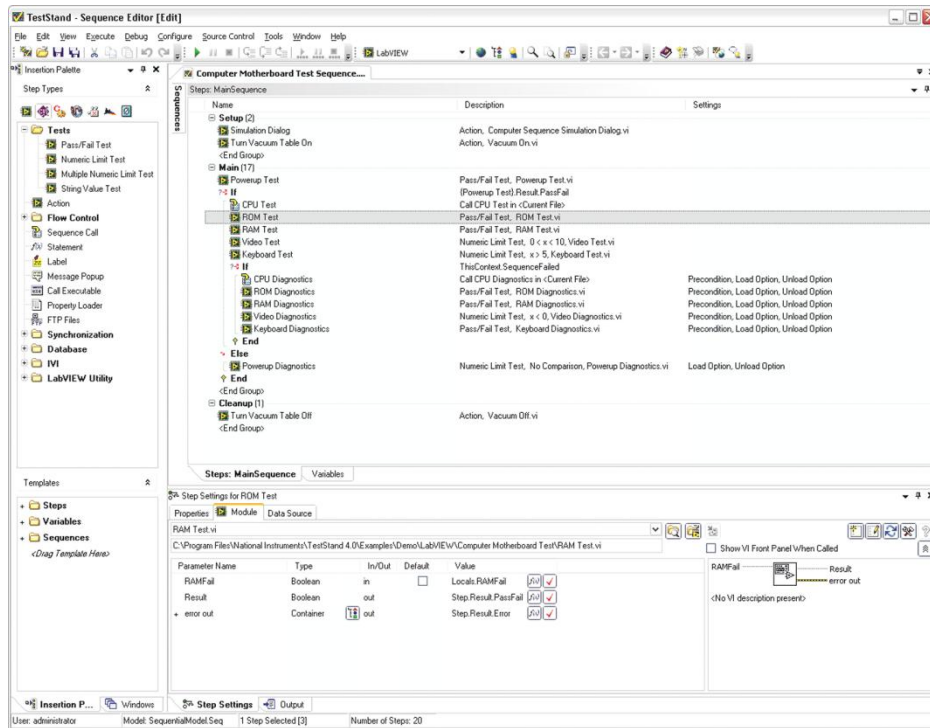 TestStand - Sequence Editor [Edit]
File Edit View Execute Debug Configure Source Control Tools Window Help
LabVIEW
Insertion Palette
Step Types
Tests
Pass/Fail Test
Numeric Limit Test
Multiple Numeric Limit Test
String Value Test
Action
Flow Control
Sequence Call
Statement
Label
Message Popup
Call Executable
Property Loader
FTP Files
Synchronization
Database
IVI
LabVIEW Utility
Templates
Steps
Variables
Sequences
<Drag Template Here>
Insertion P... Windows
Computer Motherboard Test Sequence....
Sequences
Steps: MainSequence
Name Description Settings
Setup (2)
Simulation Dialog Action, Computer Sequence Simulation Dialog.vi
Turn Vacuum Table On Action, Vacuum On.vi
<End Group>
Main (17)
Powerup Test Pass/Fail Test, Powerup Test.vi
If {Powerup Test}.Result.PassFail
CPU Test Call CPU Test in <Current File>
ROM Test Pass/Fail Test, ROM Test.vi
RAM Test Pass/Fail Test, RAM Test.vi
Video Test Numeric Limit Test, 0 < x < 10, Video Test.vi
Keyboard Test Numeric Limit Test, x > 5, Keyboard Test.vi
If ThisContext.SequenceFailed
CPU Diagnostics Call CPU Diagnostics in <Current File> Precondition, Load Option, Unload Option
ROM Diagnostics Pass/Fail Test, ROM Diagnostics.vi Precondition, Load Option, Unload Option
RAM Diagnostics Pass/Fail Test, RAM Diagnostics.vi Precondition, Load Option, Unload Option
Video Diagnostics Numeric Limit Test, x < 0, Video Diagnostics.vi Precondition, Load Option, Unload Option
Keyboard Diagnostics Pass/Fail Test, Keyboard Diagnostics.vi Precondition, Load Option, Unload Option
End
Else
Powerup Diagnostics Numeric Limit Test, No Comparison, Powerup Diagnostics.vi Load Option, Unload Option
End
<End Group>
Cleanup (1)
Turn Vacuum Table Off Action, Vacuum Off.vi
<End Group>
Steps: MainSequence Variables
Step Settings for ROM Test
Properties Module Data Source
RAM Test.vi
C:\Program Files\National Instruments\TestStand 4.0\Examples\Demo\LabVIEW\Computer Motherboard Test\RAM Test.vi
Show VI Front Panel When Called
Parameter Name Type In/Out Default Value
RAMFail Boolean in Locals.RAMFail f(x)
Result Boolean out Step.Result.PassFail f(x)
error out Container out Step.Result.Error f(x)
RAMFail Result
error out
<No VI description present>
Step Settings Output
User: administrator Model: SequentialModel.Seq 1 Step Selected [3] Number of Steps: 20